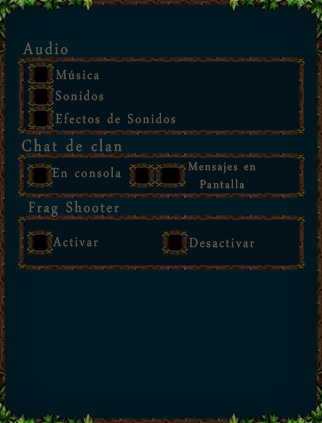 Audio
Música
Sonidos
Efectos de Sonidos
Chat de clan
En consola
Mensajes en
Pantalla
Frag Shooter
Activar
Desactivar